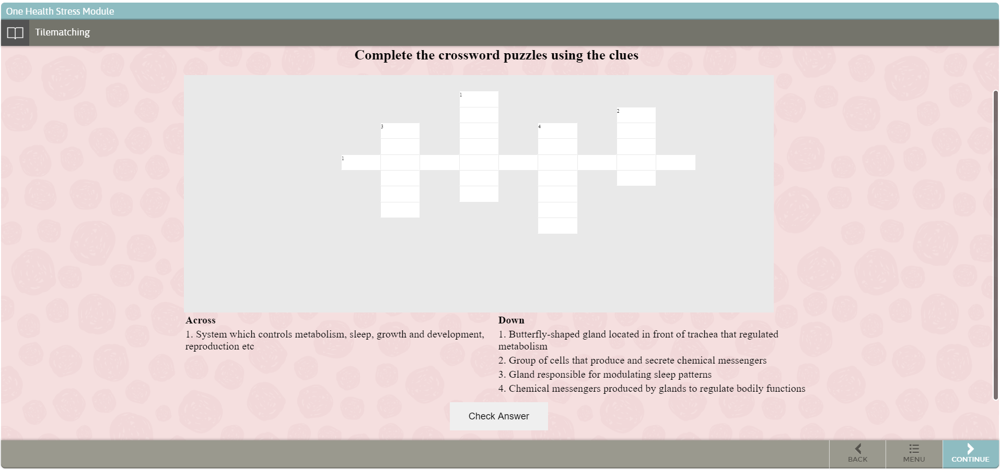 One Health Stress Module
Tilematching
Complete the crossword puzzles using the clues
1
2
3
4
1
Across
1. System which controls metabolism, sleep, growth and development,
reproduction etc
Down
1. Butterfly-shaped gland located in front of trachea that regulated
metabolism
2. Group of cells that produce and secrete chemical messengers
3. Gland responsible for modulating sleep patterns
4. Chemical messengers produced by glands to regulate bodily functions
Check Answer
BACK
MENU
CONTINUE